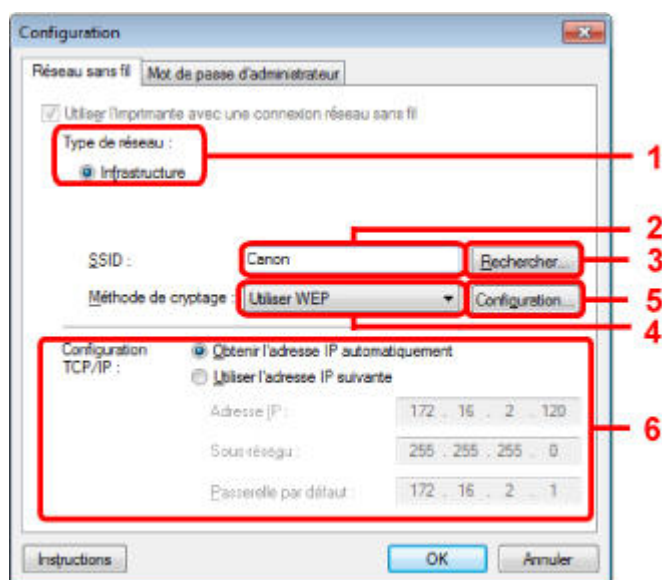 Configuration
Réseau sans fil Mot de passe d'administrateur
Utiliser l'imprimante avec une connexion réseau sans fil
Type de réseau :
1
Infrastructure
2
SSID : Canon Rechercher... 3
Méthode de cryptage : Utiliser WEP Configuration... 5
4
Configuration TCP/IP :
Obtenir l'adresse IP automatiquement
Utiliser l'adresse IP suivante
Adresse IP : 172 . 16 . 2 . 120
6
Sous-réseau : 255 . 255 . 255 . 0
Passerelle par défaut : 172 . 16 . 2 . 1
Instructions OK Annuler